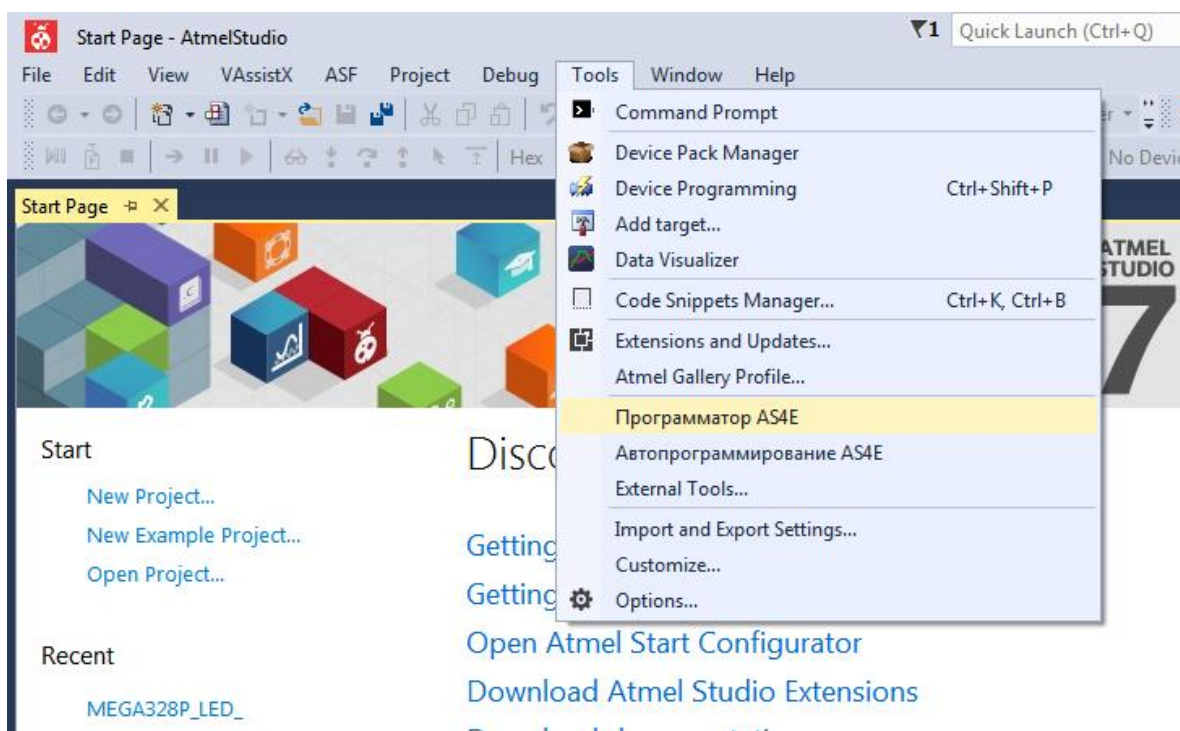 Start Page - AtmelStudio
1
Quick Launch (Ctrl+Q)
File Edit View VAssistX ASF Project Debug Tools Window Help
Hex
Start Page
Command Prompt
Device Pack Manager
Device Programming Ctrl+Shift+P
Add target...
Data Visualizer
Code Snippets Manager... Ctrl+K, Ctrl+B
Extensions and Updates...
Atmel Gallery Profile...
Программатор AS4E
Автопрограммирование AS4E
External Tools...
Import and Export Settings...
Customize...
Options...
No Devi
ATMEL
STUDIO
7
Start
New Project...
New Example Project...
Open Project...
Recent
MEGA328P_LED_
Disco
Getting
Getting
Open Atmel Start Configurator
Download Atmel Studio Extensions